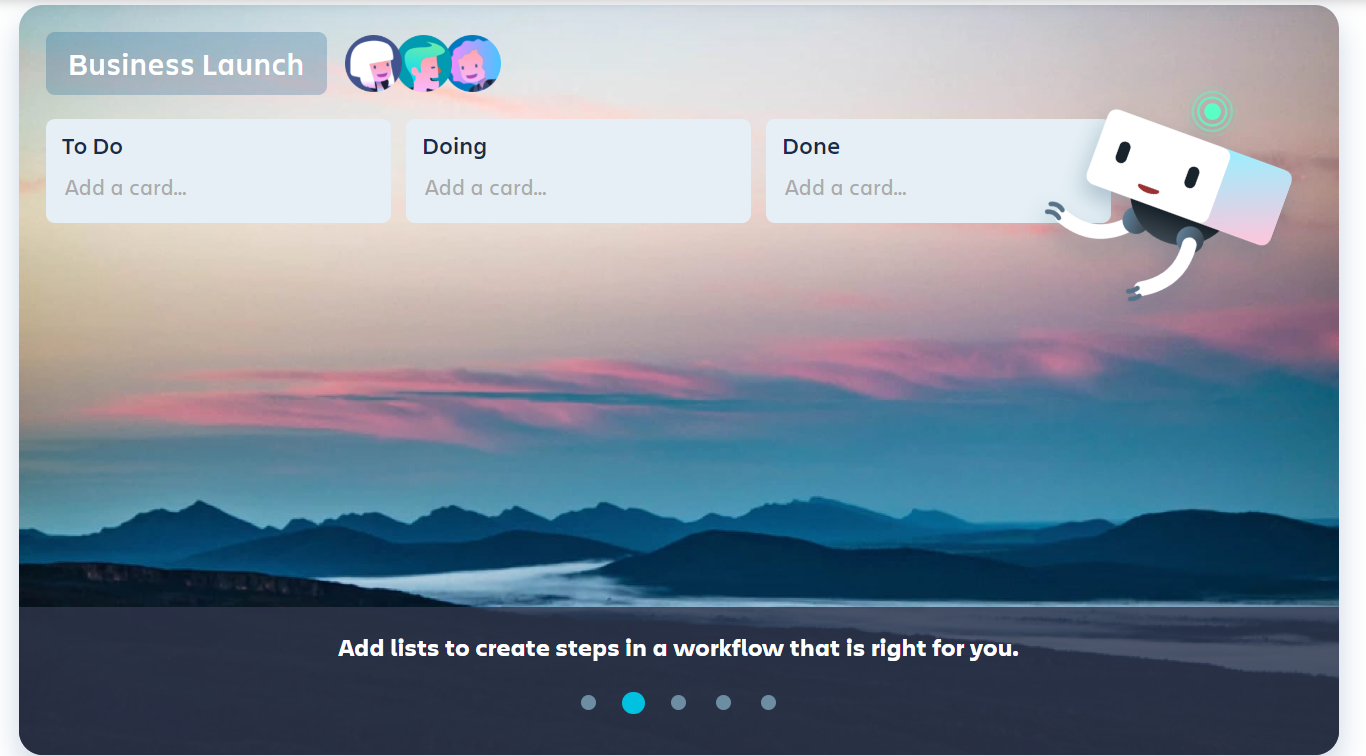 Business Launch
To Do
Add a card...
Doing
Add a card...
Done
Add a card...
Add lists to create steps in a workflow that is right for you.